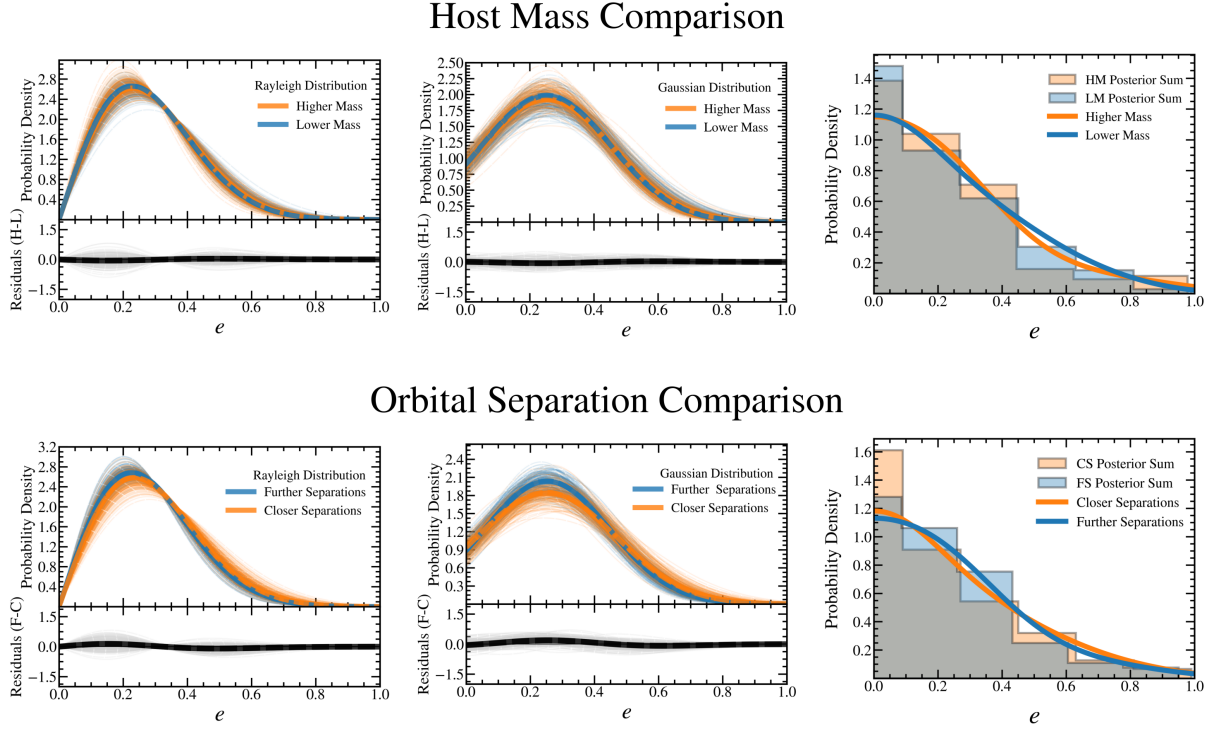 Host Mass Comparison
Probability Density
2.8
2.4
2.0
1.6
1.2
0.8
0.4
Rayleigh Distribution
Higher Mass
Lower Mass
Residuals (H-L)
1.5
0.0
−1.5
0.0 0.2 0.4 0.6 0.8 1.0
e
Probability Density
2.50
2.25
2.00
1.75
1.50
1.25
1.00
0.75
0.50
0.25
0.00
Gaussian Distribution
Higher Mass
Lower Mass
Residuals (H-L)
1.5
0.0
−1.5
0.0 0.2 0.4 0.6 0.8 1.0
e
Probability Density
1.4
1.2
1.0
0.8
0.6
0.4
0.2
HM Posterior Sum
LM Posterior Sum
Higher Mass
Lower Mass
0.0 0.2 0.4 0.6 0.8 1.0
e
Orbital Separation Comparison
Probability Density
3.2
2.8
2.4
2.0
1.6
1.2
0.8
0.4
Rayleigh Distribution
Further Separations
Closer Separations
Residuals (F-C)
1.5
0.0
−1.5
0.0 0.2 0.4 0.6 0.8 1.0
e
Probability Density
2.4
2.1
1.8
1.5
1.2
0.9
0.6
0.3
Gaussian Distribution
Further Separations
Closer Separations
Residuals (F-C)
1.5
0.0
−1.5
0.0 0.2 0.4 0.6 0.8 1.0
e
Probability Density
1.6
1.4
1.2
1.0
0.8
0.6
0.4
0.2
CS Posterior Sum
FS Posterior Sum
Closer Separations
Further Separations
0.0 0.2 0.4 0.6 0.8 1.0
e